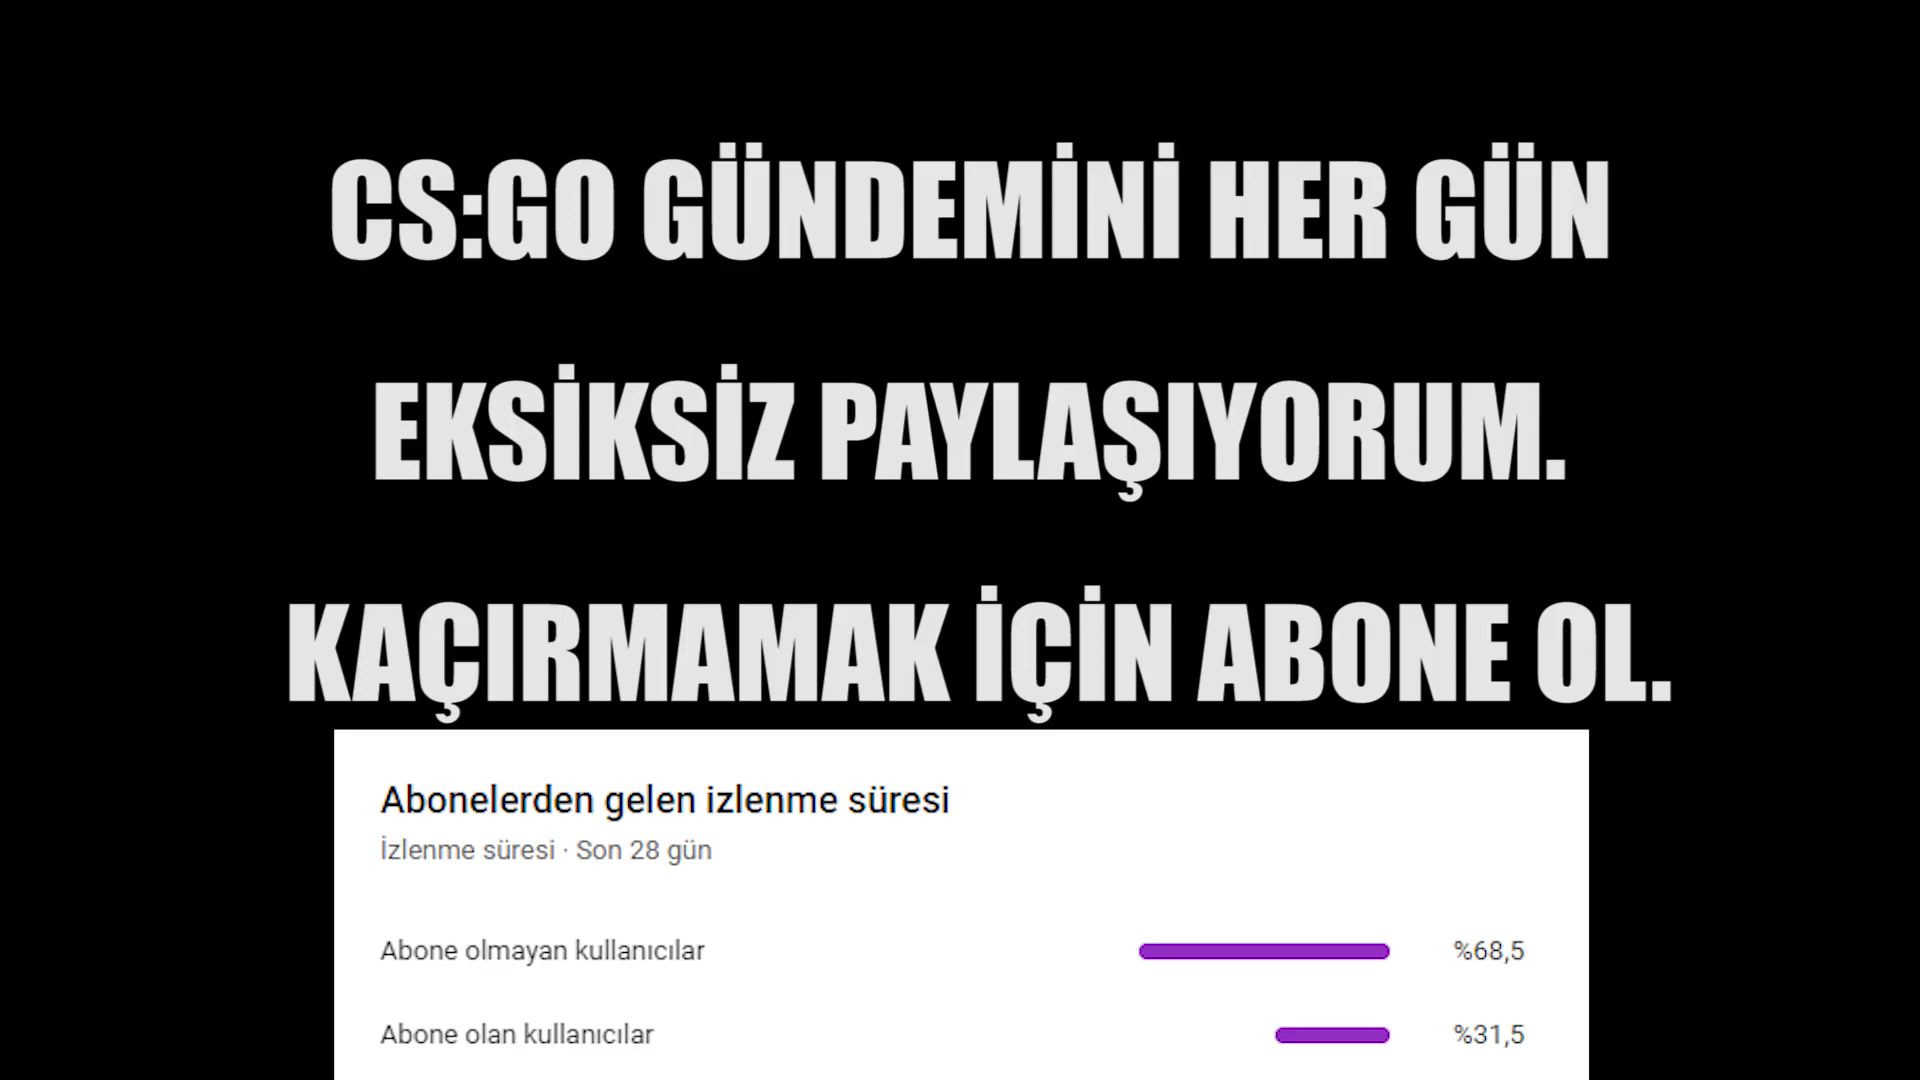 CS:GO GÜNDEMİNİ HER GÜN
EKSİKSİZ PAYLAŞIYORUM.
KAÇIRMAMAK İÇİN ABONE OL.
Abonelerden gelen izlenme süresi
İzlenme süresi · Son 28 gün
Abone olmayan kullanıcılar %68,5
Abone olan kullanıcılar %31,5